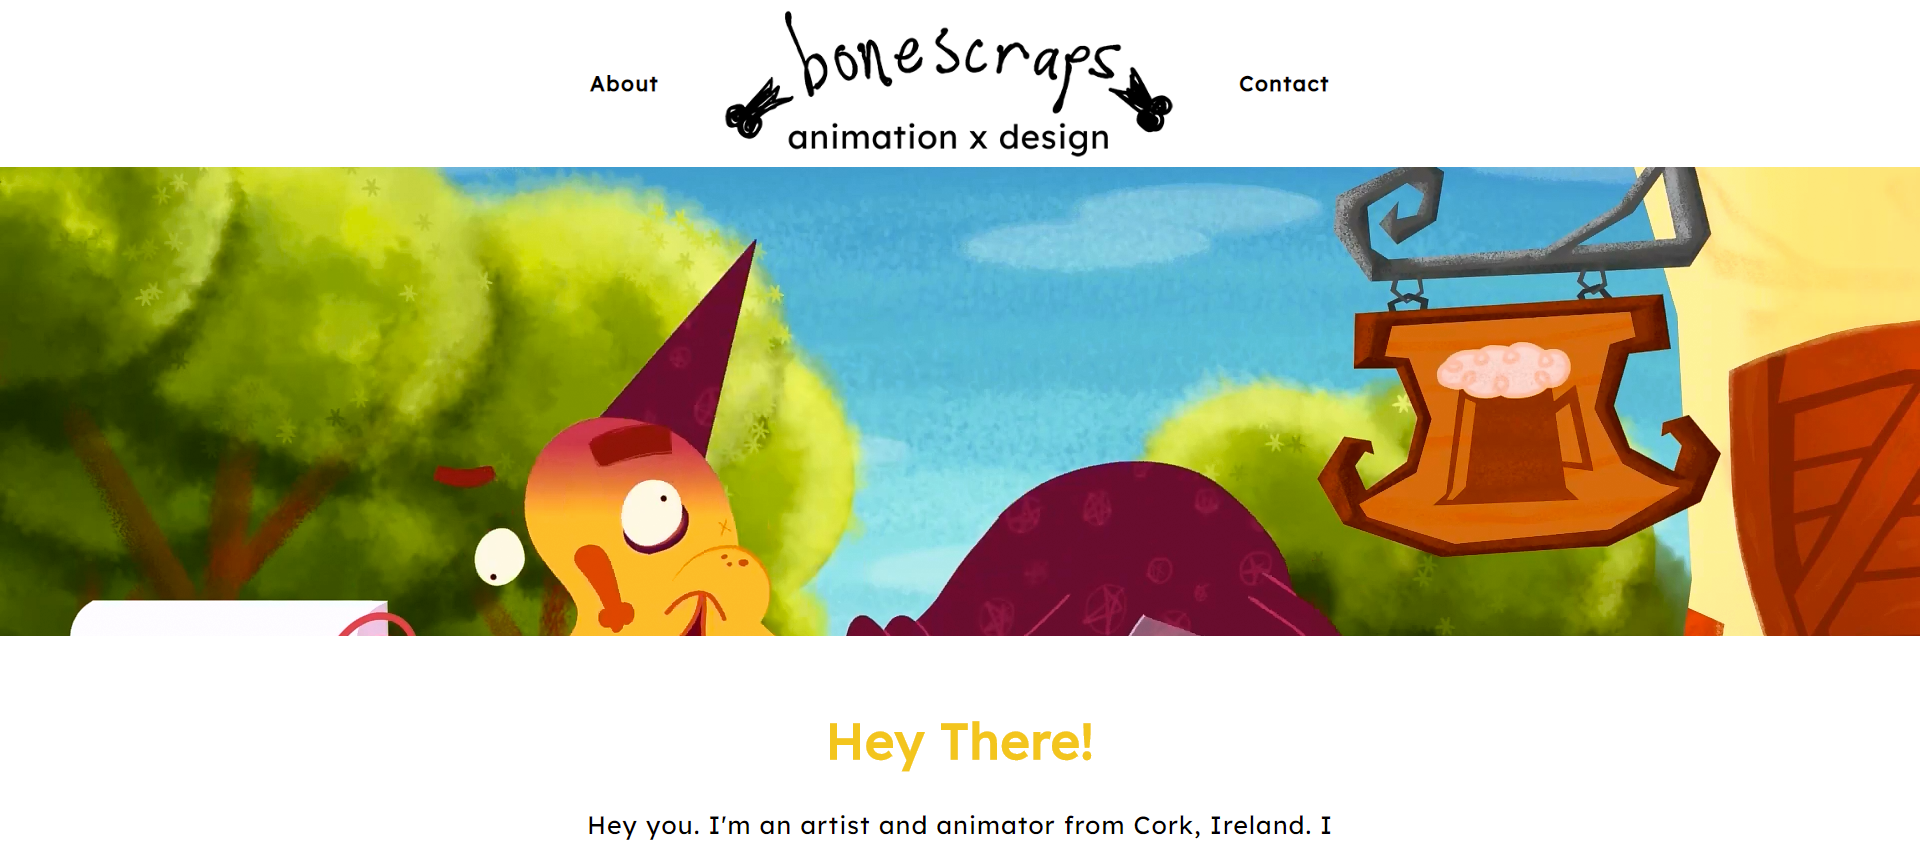 About
bonescraps
animation x design
Contact
Hey There!
Hey you. I'm an artist and animator from Cork, Ireland. I